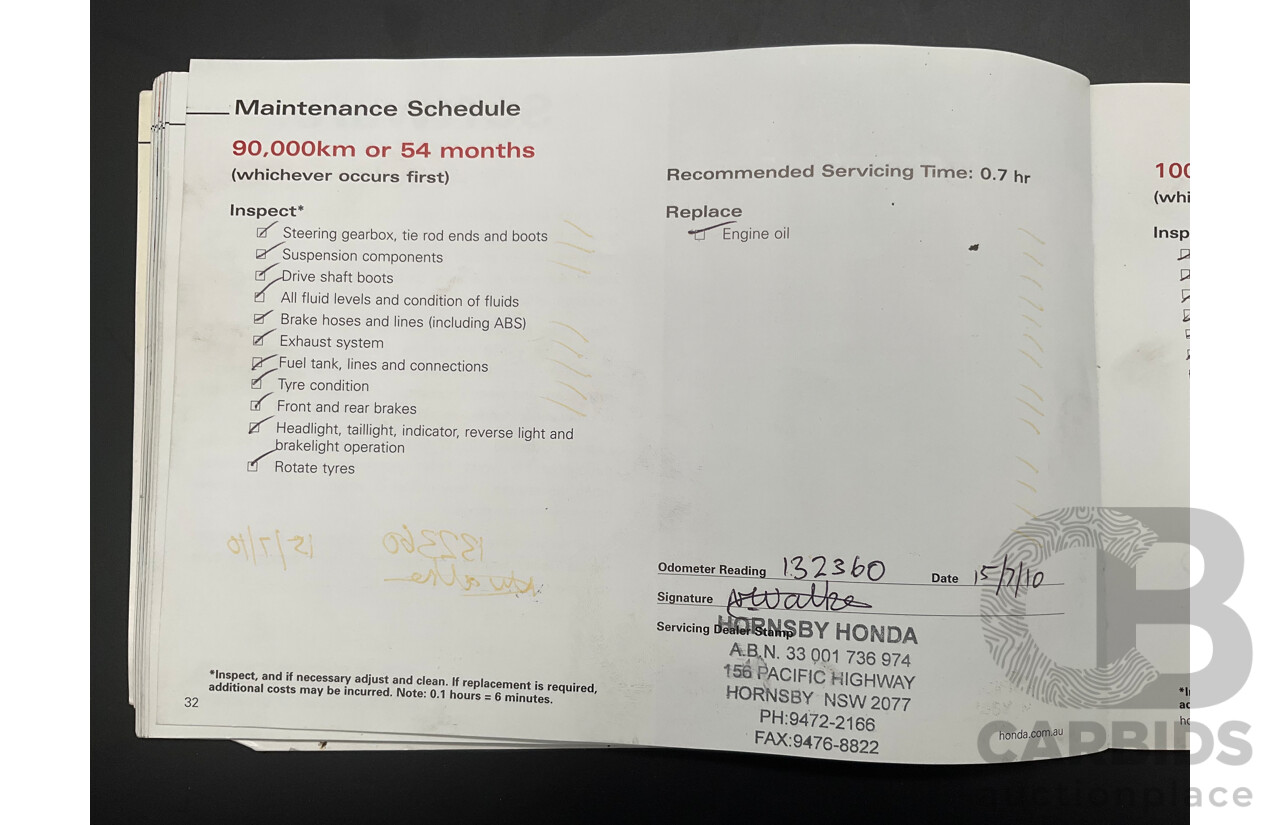 Maintenance Schedule
90,000km or 54 months
(whichever occurs first)
Inspect*
Steering gearbox, tie rod ends and boots
Suspension components
Drive shaft boots
All fluid levels and condition of fluids
Brake hoses and lines (including ABS)
Exhaust system
Fuel tank, lines and connections
Tyre condition
Front and rear brakes
Headlight, taillight, indicator, reverse light and
brakelight operation
Rotate tyres
*Inspect, and if necessary adjust and clean. If replacement is required,
additional costs may be incurred. Note: 0.1 hours = 6 minutes.
32
Recommended Servicing Time: 0.7 hr
Replace
Engine oil
Odometer Reading 132360 Date 15/7/10
Signature
Servicing Dealer Stamp
HORNSBY HONDA
A.B.N. 33 001 736 974
156 PACIFIC HIGHWAY
HORNSBY NSW 2077
PH:9472-2166
FAX:9476-8822
honda.com.au
100
(whi
Insp
CB
CARBIDS
auctionplace